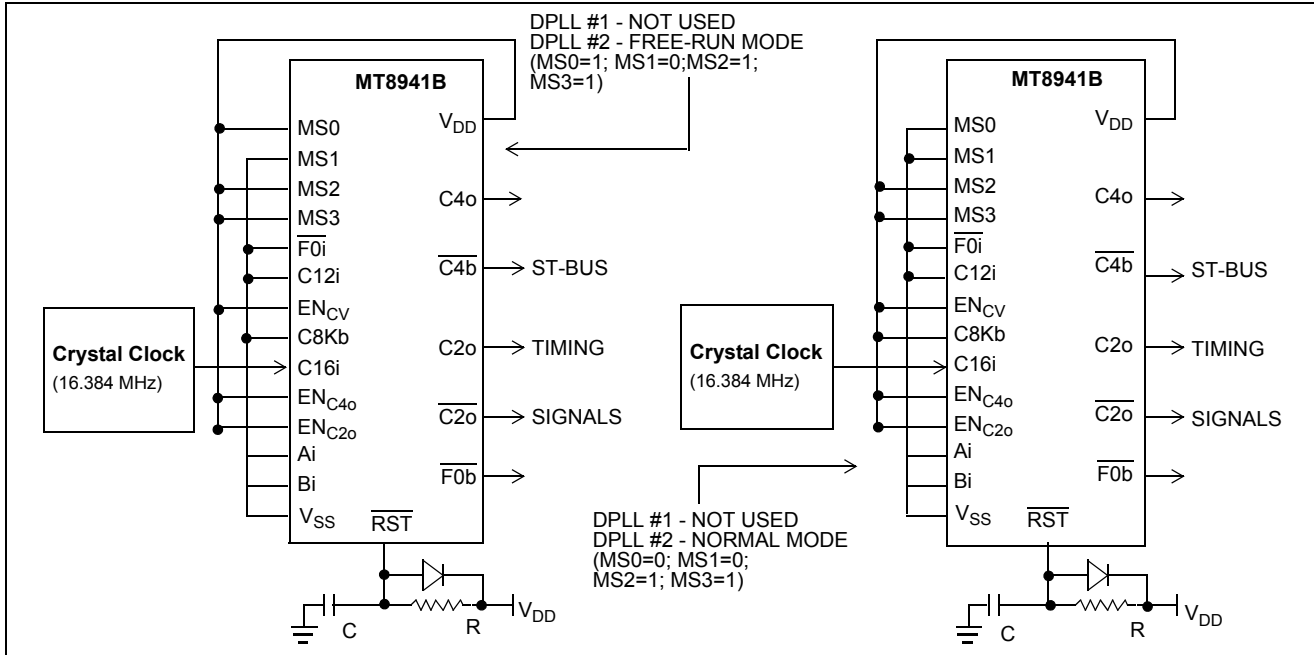 DPLL #1 - NOT USED
DPLL #2 - FREE-RUN MODE
(MS0=1; MS1=0;MS2=1;
MS3=1)
MT8941B
MS0
MS1
MS2
MS3
F0i
C12i
ENCV
C8Kb
C16i
ENC4o
ENC2o
Ai
Bi
VSS
RST
VDD
C4o
C4b
ST-BUS
C2o
TIMING
C2o
SIGNALS
F0b
Crystal Clock
(16.384 MHz)
C
R
VDD
MT8941B
MS0
MS1
MS2
MS3
F0i
C12i
ENCV
C8Kb
C16i
ENC4o
ENC2o
Ai
Bi
VSS
RST
VDD
C4o
C4b
ST-BUS
C2o
TIMING
C2o
SIGNALS
F0b
Crystal Clock
(16.384 MHz)
DPLL #1 - NOT USED
DPLL #2 - NORMAL MODE
(MS0=0; MS1=0;
MS2=1; MS3=1)
C
R
VDD